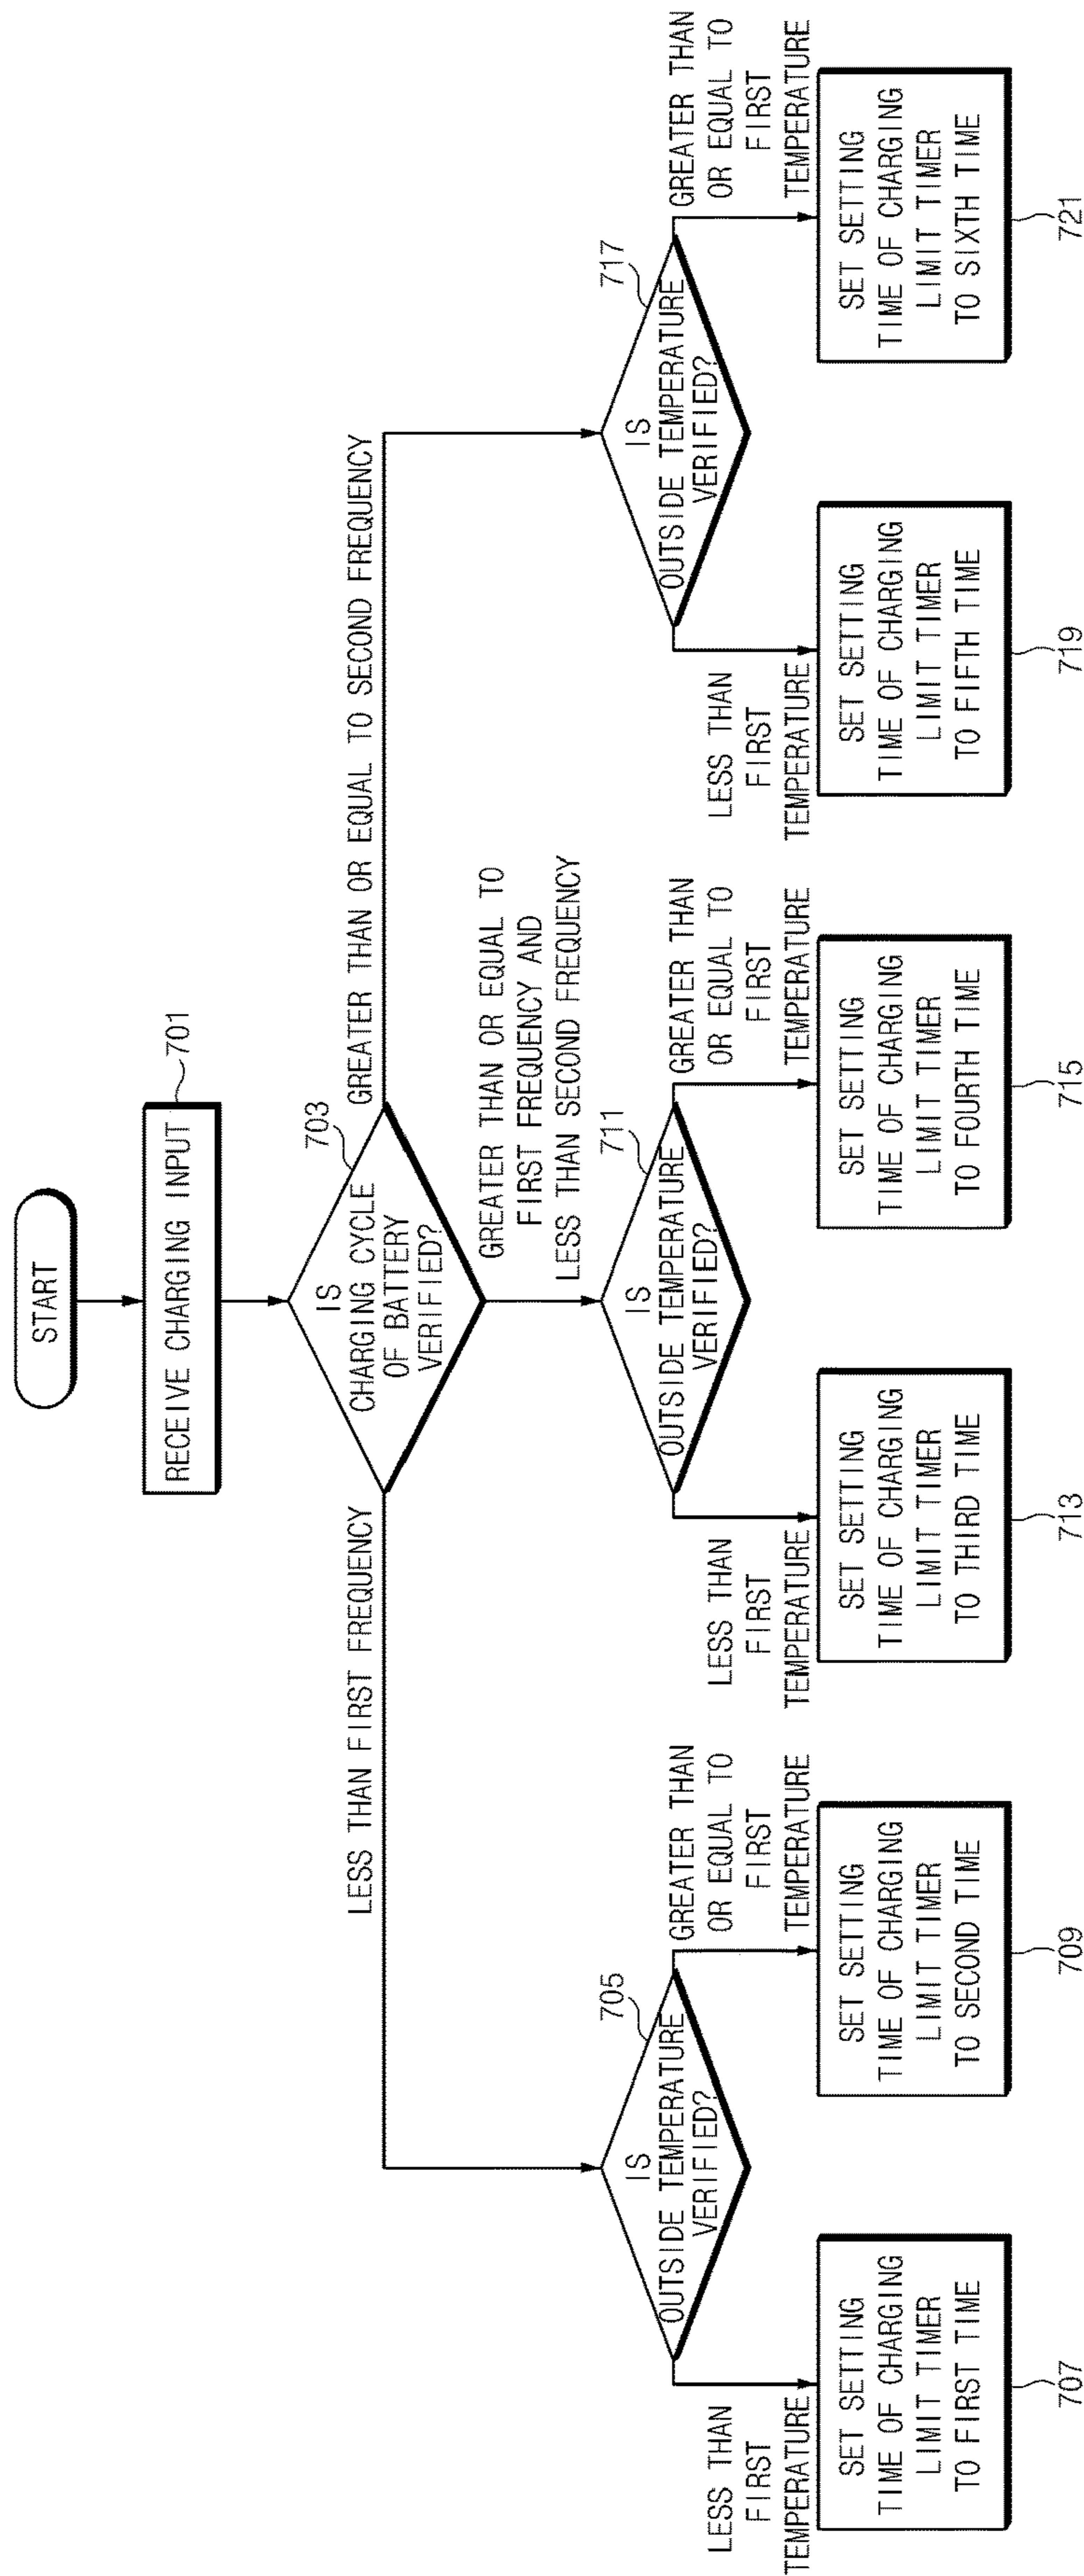 START
RECEIVE CHARGING INPUT
701
703
IS
CHARGING CYCLE
OF BATTERY
VERIFIED?
LESS THAN FIRST FREQUENCY
GREATER THAN OR EQUAL TO
FIRST FREQUENCY AND
LESS THAN SECOND FREQUENCY
GREATER THAN OR EQUAL TO SECOND FREQUENCY
705
IS
OUTSIDE TEMPERATURE
VERIFIED?
LESS THAN
FIRST
TEMPERATURE
GREATER THAN
OR EQUAL TO
FIRST
TEMPERATURE
SET SETTING
TIME OF CHARGING
LIMIT TIMER
TO FIRST TIME
707
SET SETTING
TIME OF CHARGING
LIMIT TIMER
TO SECOND TIME
709
711
IS
OUTSIDE TEMPERATURE
VERIFIED?
LESS THAN
FIRST
TEMPERATURE
GREATER THAN
OR EQUAL TO
FIRST
TEMPERATURE
SET SETTING
TIME OF CHARGING
LIMIT TIMER
TO THIRD TIME
713
SET SETTING
TIME OF CHARGING
LIMIT TIMER
TO FOURTH TIME
715
717
IS
OUTSIDE TEMPERATURE
VERIFIED?
LESS THAN
FIRST
TEMPERATURE
GREATER THAN
OR EQUAL TO
FIRST
TEMPERATURE
SET SETTING
TIME OF CHARGING
LIMIT TIMER
TO FIFTH TIME
719
SET SETTING
TIME OF CHARGING
LIMIT TIMER
TO SIXTH TIME
721